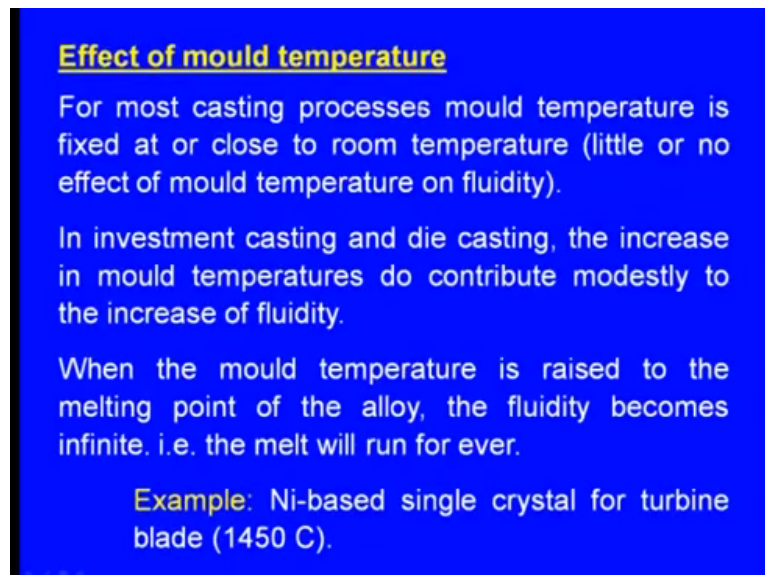 Effect of mould temperature
For most casting processes mould temperature is
fixed at or close to room temperature (little or no
effect of mould temperature on fluidity).
In investment casting and die casting, the increase
in mould temperatures do contribute modestly to
the increase of fluidity.
When the mould temperature is raised to the
melting point of the alloy, the fluidity becomes
infinite. i.e. the melt will run for ever.
Example: Ni-based single crystal for turbine
blade (1450 C).